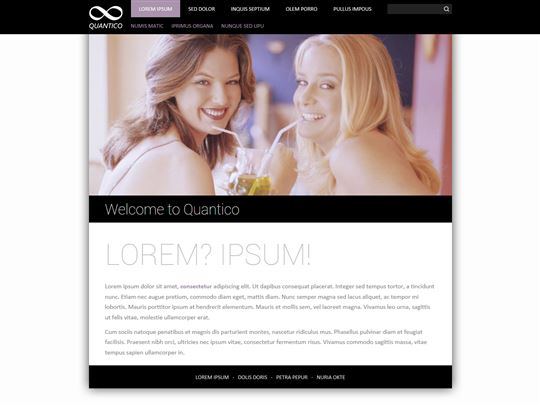 LOREM IPSUM SED DOLOR INQUIS SEPTIUM OLEM PORRO PULLUS IMPOUS
QUANTICO
NUMIS MATIC IPRIMUS ORGANA NUNQUE SED UPU
Welcome to Quantico
LOREM? IPSUM!
Lorem ipsum dolor sit amet, consectetur adipiscing elit. Ut dapibus consequat placerat. Integer sed tempus tortor, a tincidunt
nunc. Etiam nec augue pretium, commodo diam eget, mattis diam. Nunc semper magna sed lacus aliquet, ac tempor mi
lobortis. Mauris porttitor ipsum at hendrerit elementum. Mauris et mollis sem, vel laoreet magna. Vivamus leo urna, sagittis
ut felis vitae, molestie ullamcorper erat.
Cum sociis natoque penatibus et magnis dis parturient montes, nascetur ridiculus mus. Phasellus pulvinar diam et feugiat
facilisis. Praesent nibh orci, ultricies nec ipsum vitae, consectetur fermentum risus. Vivamus commodo sapien massa, vitae
tempus sapien ullamcorper in.
LOREM IPSUM - DOLIS DORIS - PETRA PEPUR - NURIA OKTE